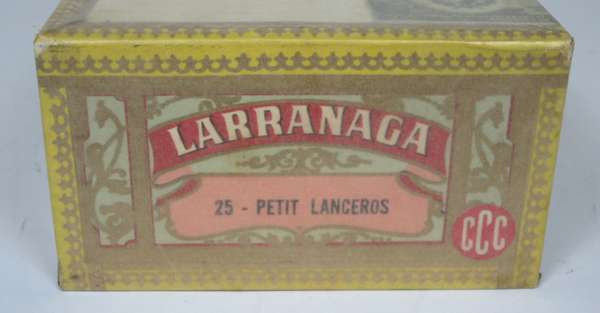 LARRANAGA
25 - PETIT LANCEROS
CCC